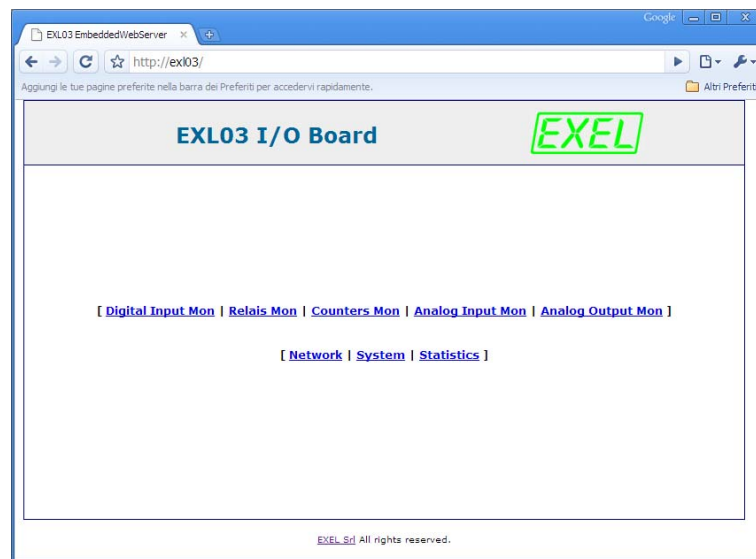 Google
EXL03 EmbeddedWebServer
http://exl03/
Aggiungi le tue pagine preferite nella barra dei Preferiti per accedervi rapidamente.
Altri Preferiti
EXL03 I/O Board
EXEL
[ Digital Input Mon | Relais Mon | Counters Mon | Analog Input Mon | Analog Output Mon ]
[ Network | System | Statistics ]
EXEL Srl All rights reserved.